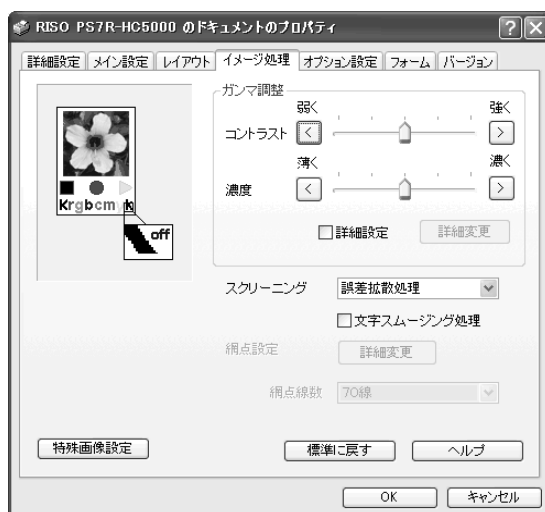 RISO PS7R-HC5000 のドキュメントのプロパティ
詳細設定 メイン設定 レイアウト イメージ処理 オプション設定 フォーム バージョン
ガンマ調整
弱く 強く
コントラスト < >
薄く 濃く
濃度 < >
詳細設定 詳細変更
Krgbcmyk
off
スクリーニング 誤差拡散処理
文字スムージング処理
網点設定 詳細変更
網点線数 70線
特殊画像設定 標準に戻す ヘルプ
OK キャンセル